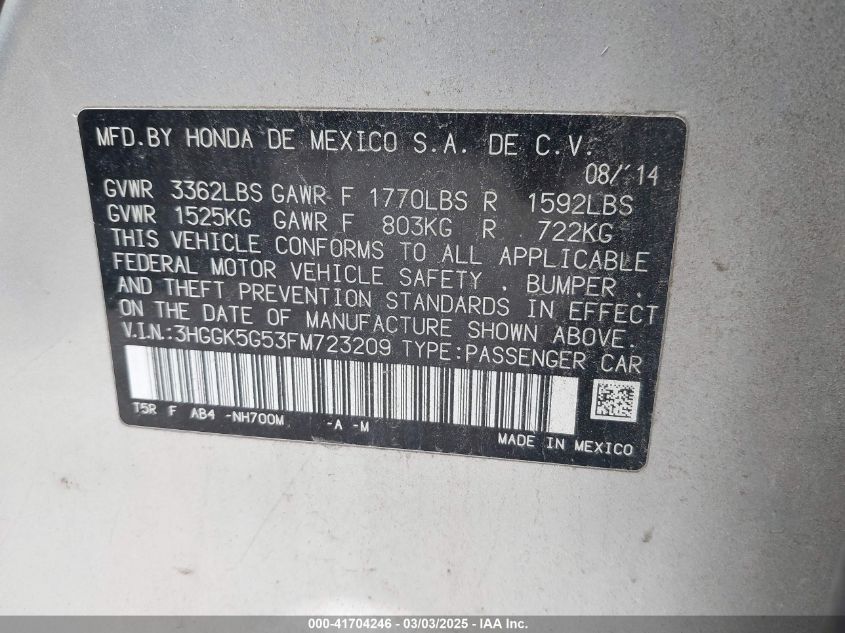 MFD.BY HONDA DE MEXICO S.A. DE C.V.
08/'14
GVWR 3362LBS GAWR F 1770LBS R 1592LBS
GVWR 1525KG GAWR F 803KG R 722KG
THIS VEHICLE CONFORMS TO ALL APPLICABLE
FEDERAL MOTOR VEHICLE SAFETY , BUMPER ,
AND THEFT PREVENTION STANDARDS IN EFFECT
ON THE DATE OF MANUFACTURE SHOWN ABOVE.
V.I.N.:3HGGK5G53FM723209 TYPE:PASSENGER CAR
T5R F AB4 -NH700M -A -M
MADE IN MEXICO
000-41704246 - 03/03/2025 - I.A.A. Inc.